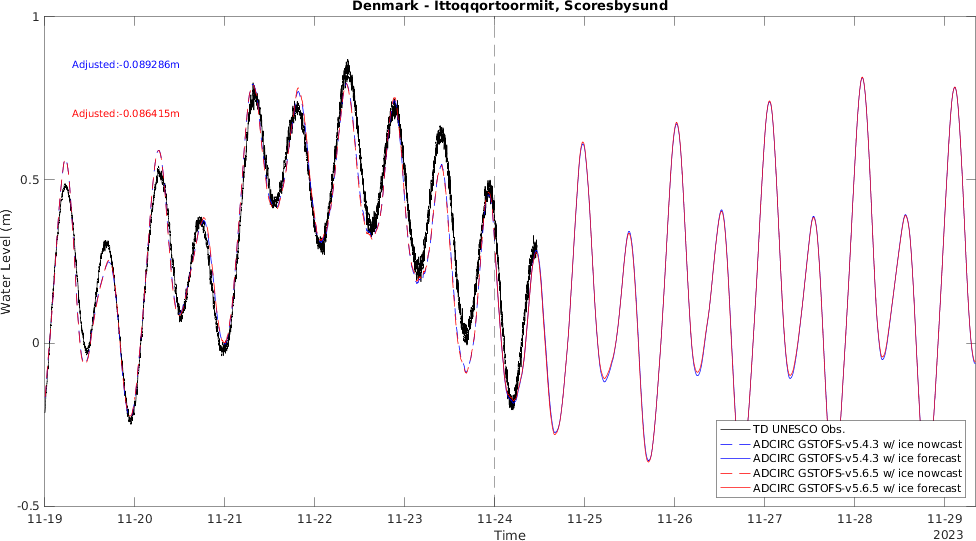 Denmark - Ittoqqortoormiit, Scoresbysund
1
Adjusted:-0.089286m
Adjusted:-0.086415m
0.5
Water Level (m)
0
TD UNESCO Obs.
ADCIRC GSTOFS-v5.4.3 w/ ice nowcast
ADCIRC GSTOFS-v5.4.3 w/ ice forecast
ADCIRC GSTOFS-v5.6.5 w/ ice nowcast
ADCIRC GSTOFS-v5.6.5 w/ ice forecast
-0.5
11-19 11-20 11-21 11-22 11-23 11-24 11-25 11-26 11-27 11-28 11-29
Time 2023